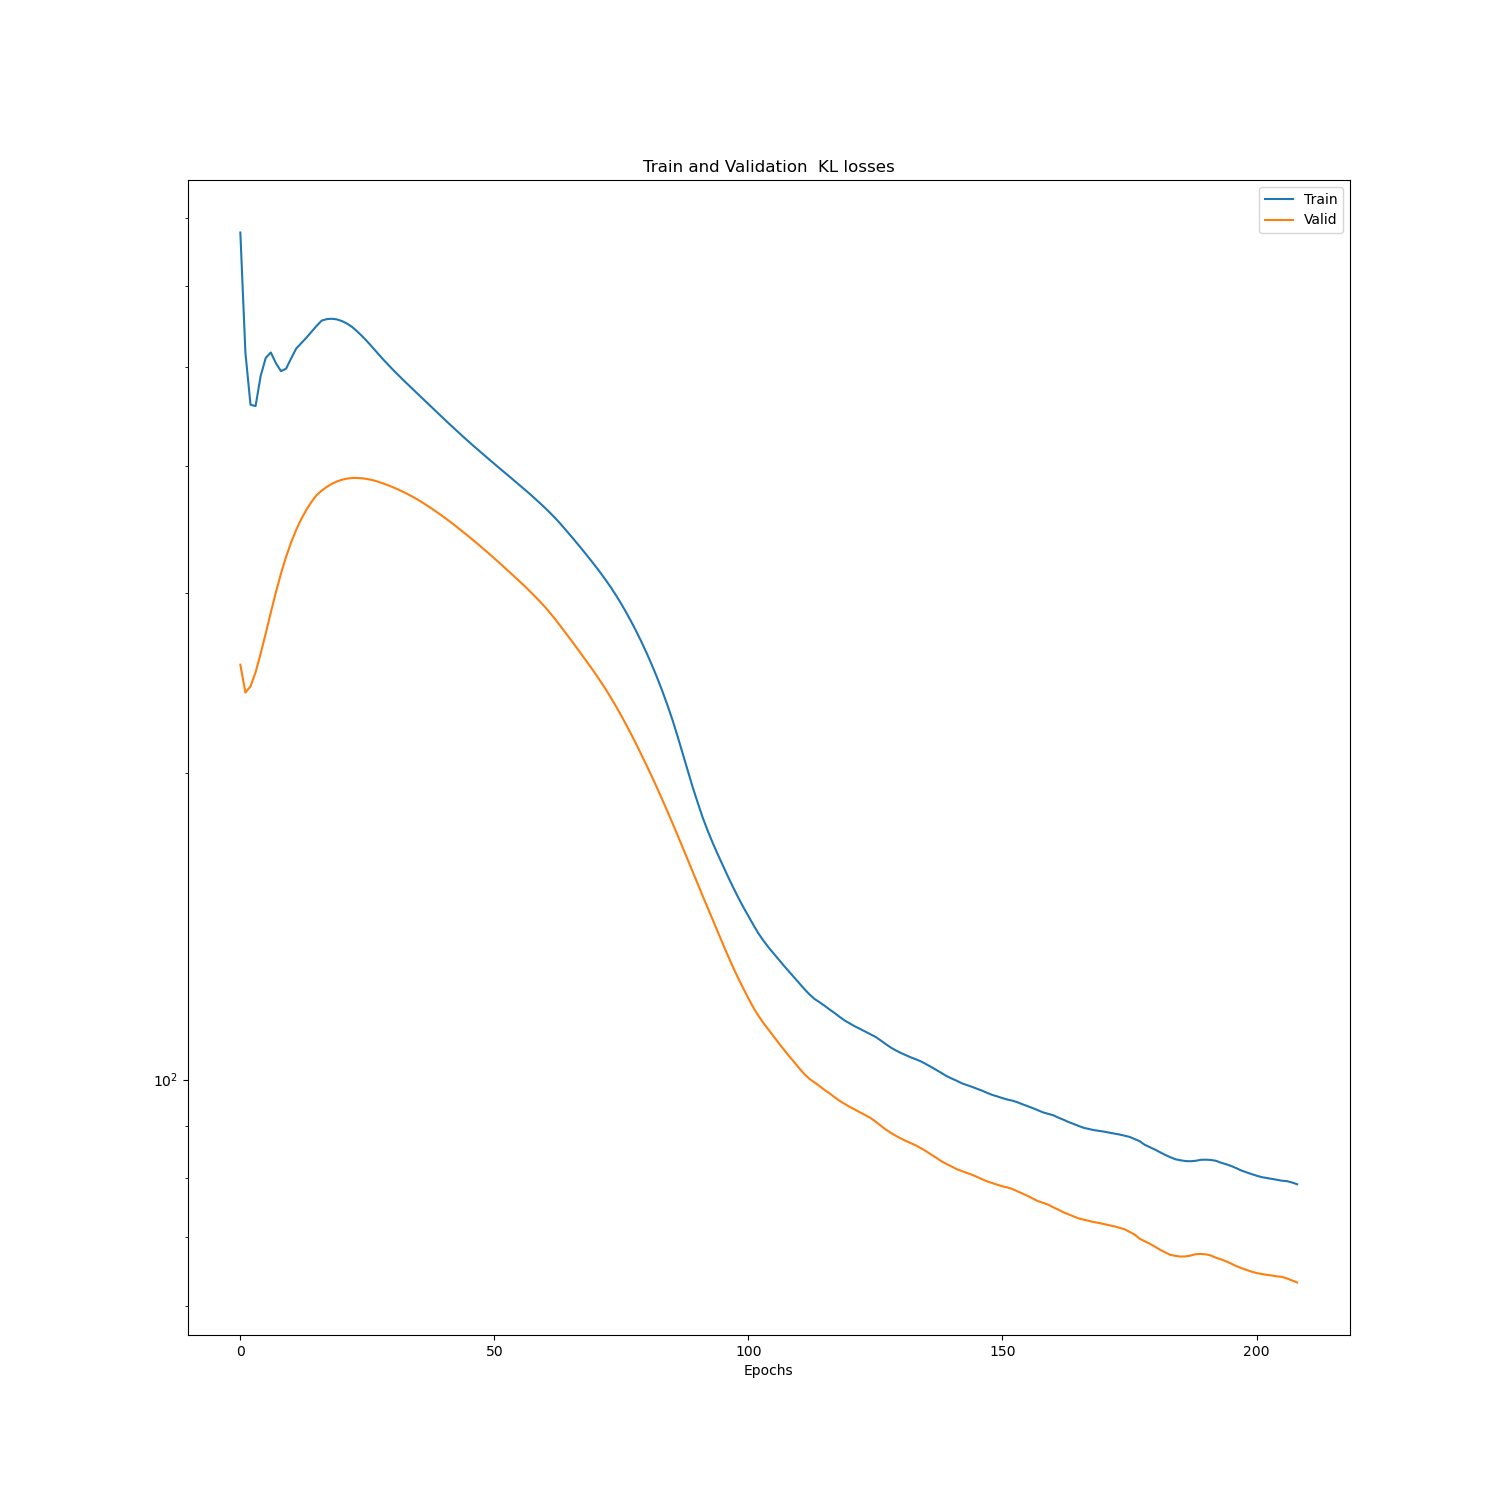 Train and Validation  KL losses
Train
Valid
10²
0 50 100 150 200
Epochs